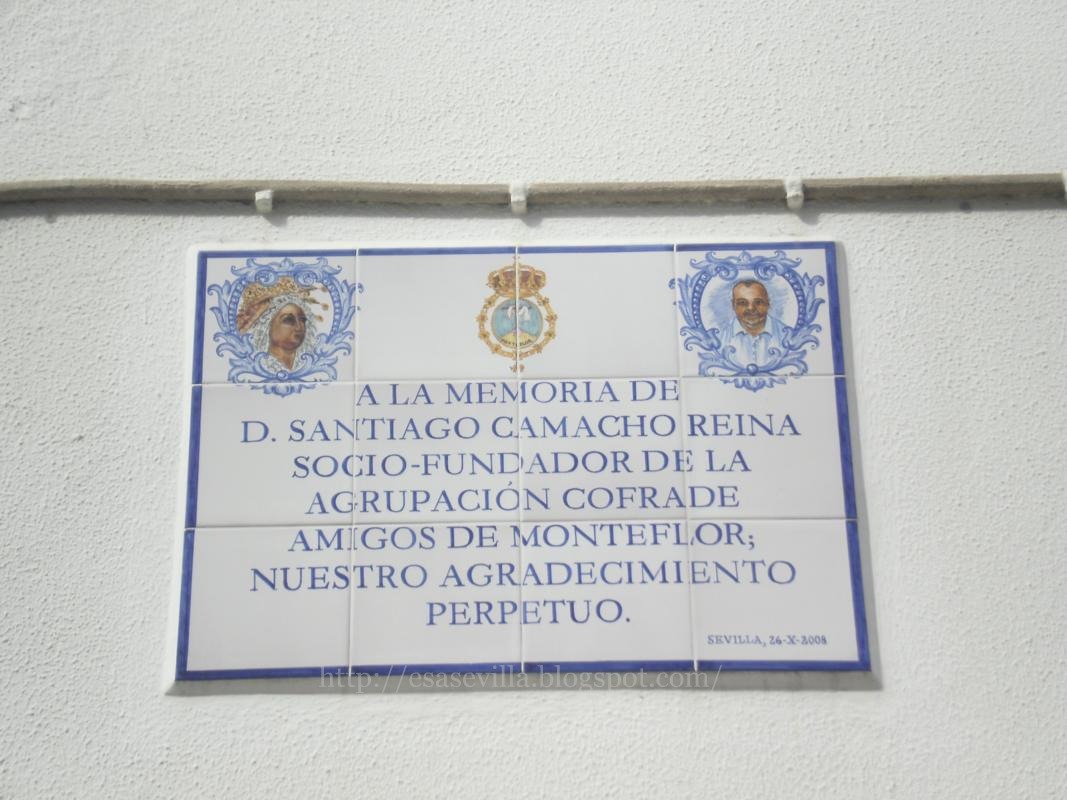 A LA MEMORIA DE
D. SANTIAGO CAMACHO REINA
SOCIO-FUNDADOR DE LA
AGRUPACIÓN COFRADE
AMIGOS DE MONTEFLOR;
NUESTRO AGRADECIMIENTO
PERPETUO.
SEVILLA, 26-X-2008
http://esasevilla.blogspot.com/